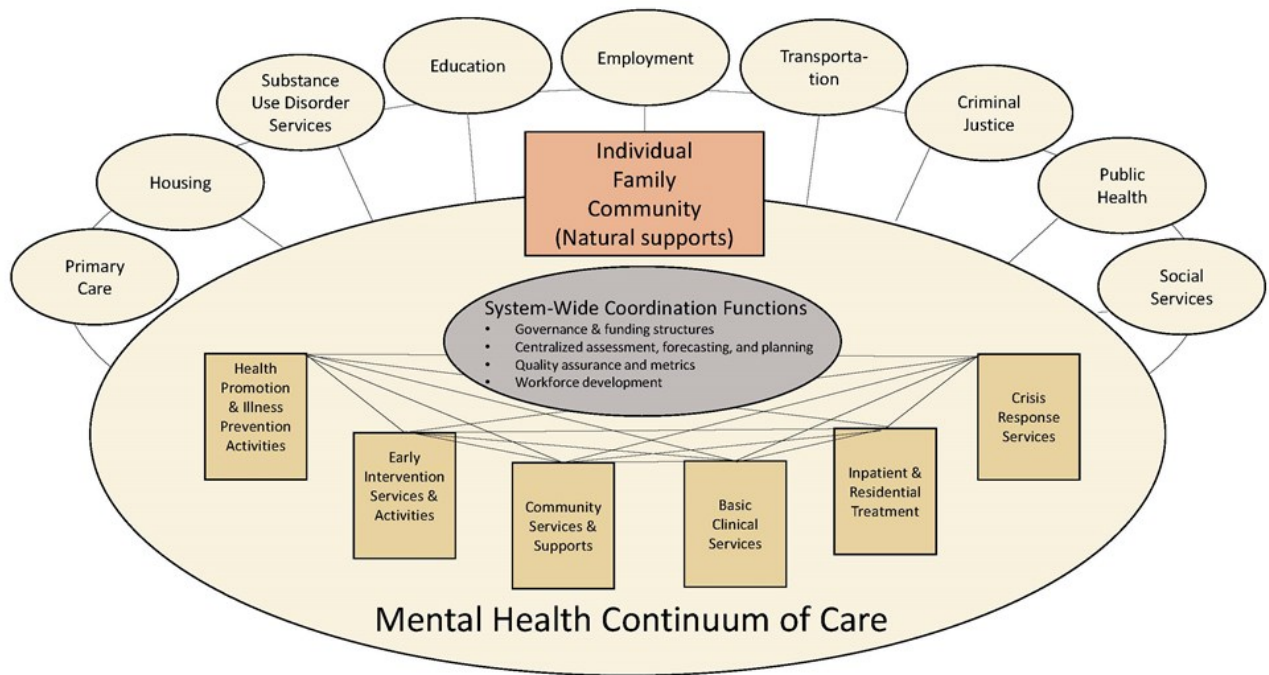 Employment
Education
Transporta-
tion
Substance
Use Disorder
Services
Criminal
Justice
Housing
Public
Health
Primary
Care
Social
Services
Individual
Family
Community
(Natural supports)
System-Wide Coordination Functions
• Governance & funding structures
• Centralized assessment, forecasting, and planning
• Quality assurance and metrics
• Workforce development
Health
Promotion
& Illness
Prevention
Activities
Early
Intervention
Services &
Activities
Community
Services &
Supports
Basic
Clinical
Services
Inpatient &
Residential
Treatment
Crisis
Response
Services
Mental Health Continuum of Care